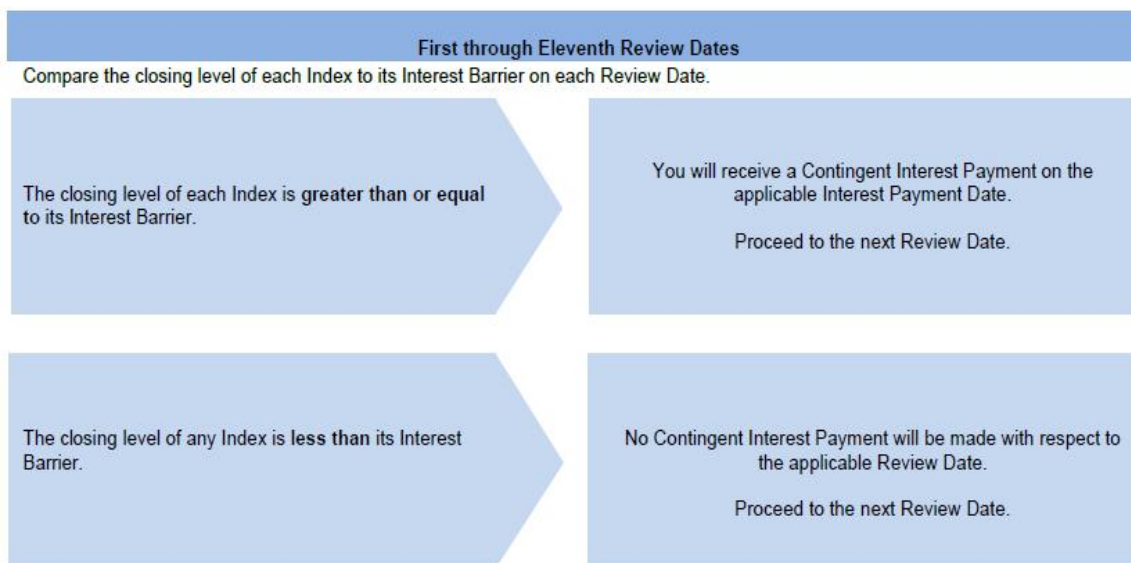 First through Eleventh Review Dates
Compare the closing level of each Index to its Interest Barrier on each Review Date.
The closing level of each Index is greater than or equal
to its Interest Barrier.
You will receive a Contingent Interest Payment on the
applicable Interest Payment Date.
Proceed to the next Review Date.
The closing level of any Index is less than its Interest
Barrier.
No Contingent Interest Payment will be made with respect to
the applicable Review Date.
Proceed to the next Review Date.